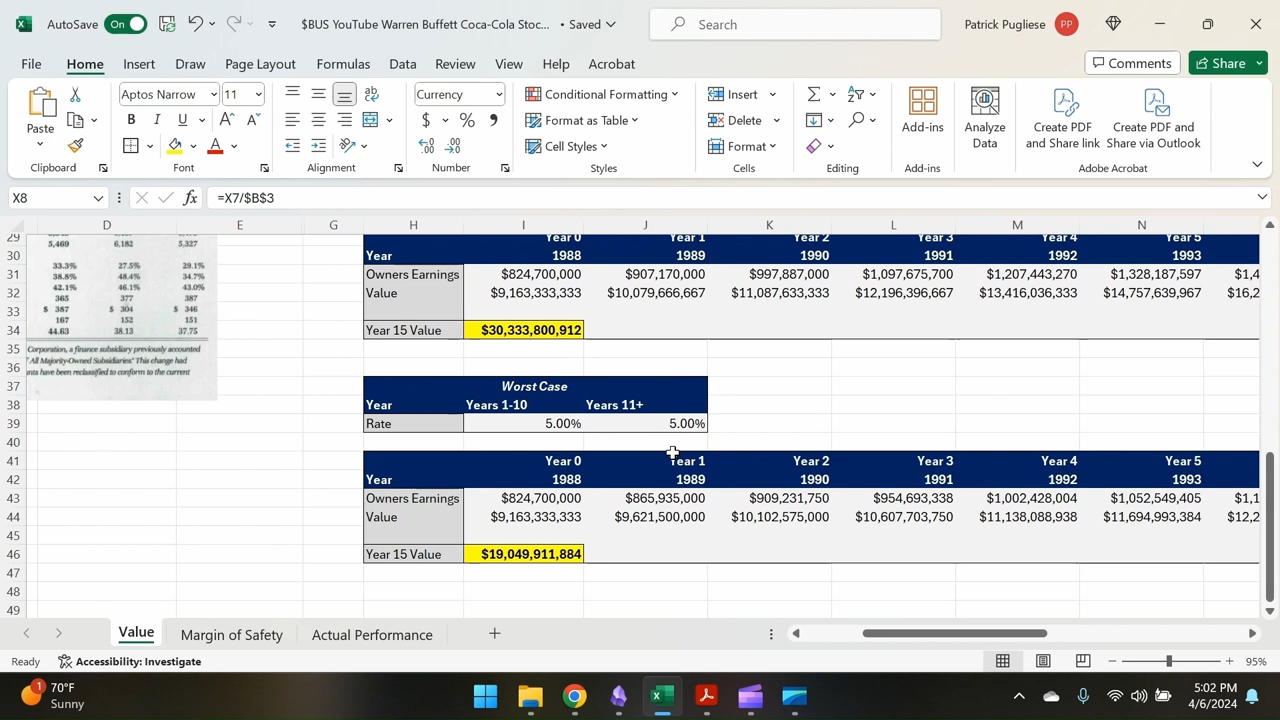 AutoSave On $BUS YouTube Warren Buffett Coca-Cola Stoc... • Saved Search Patrick Pugliese PP
File Home Insert Draw Page Layout Formulas Data Review View Help Acrobat Comments Share
Paste Aptos Narrow 11 Currency Conditional Formatting Insert Add-ins Analyze Data Create PDF and Share link Create PDF and Share via Outlook
B I U A A $ % Format as Table Delete
Cell Styles Format
Clipboard Font Alignment Number Styles Cells Editing Add-ins Adobe Acrobat
X8 fx =X7/$B$3
D E G H I J K L M N
29 Year 0 Year 1 Year 2 Year 3 Year 4 Year 5
5,469 6,182 5,327
30 Year 1988 1989 1990 1991 1992 1993
33.3% 27.5% 29.1%
31 Owners Earnings $824,700,000 $907,170,000 $997,887,000 $1,097,675,700 $1,207,443,270 $1,328,187,597 $1,4
38.8% 48.4% 34.7%
32 Value $9,163,333,333 $10,079,666,667 $11,087,633,333 $12,196,396,667 $13,416,036,333 $14,757,639,967 $16,2
42.1% 46.1% 43.0%
365 377 387
33
$ 387 $ 304 $ 346
167 152 151
34 Year 15 Value $30,333,800,912
44.63 38.13 37.75
35
Corporation, a finance subsidiary previously accounted
All Majority-Owned Subsidiaries" This change had
36
nts have been reclassified to conform to the current
37 Worst Case
38 Year Years 1-10 Years 11+
39 Rate 5.00% 5.00%
40
41 Year 0 Year 1 Year 2 Year 3 Year 4 Year 5
42 Year 1988 1989 1990 1991 1992 1993
43 Owners Earnings $824,700,000 $865,935,000 $909,231,750 $954,693,338 $1,002,428,004 $1,052,549,405 $1,1
44 Value $9,163,333,333 $9,621,500,000 $10,102,575,000 $10,607,703,750 $11,138,088,938 $11,694,993,384 $12,2
45
46 Year 15 Value $19,049,911,884
47
48
49
Value Margin of Safety Actual Performance
Ready Accessibility: Investigate 95%
1 70°F 5:02 PM
Sunny 4/6/2024